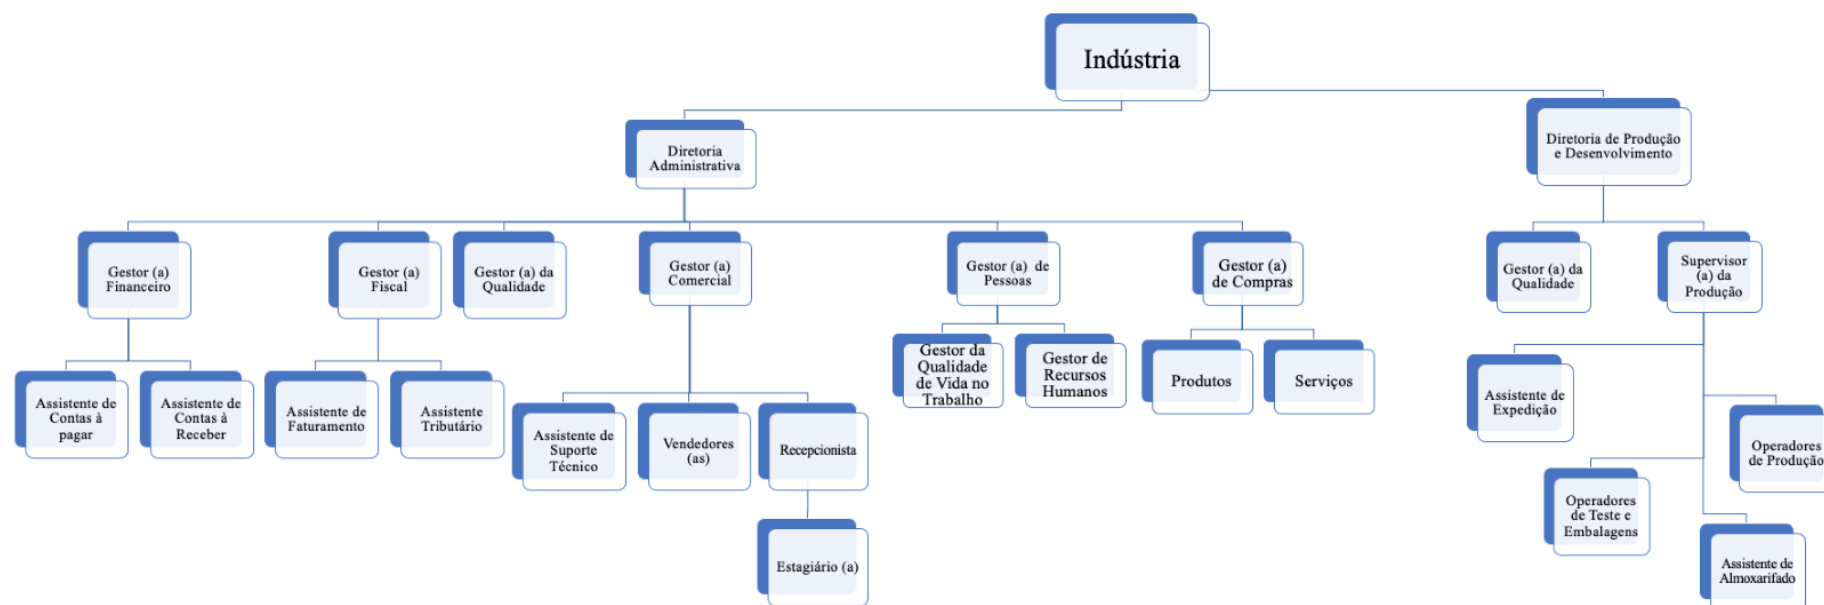 Indústria
Diretoria
Administrativa
Diretoria de Produção
e Desenvolvimento
Gestor (a)
Financeiro
Gestor (a)
Fiscal
Gestor (a) da
Qualidade
Gestor (a)
Comercial
Gestor (a) de
Pessoas
Gestor (a)
de Compras
Gestor (a) da
Qualidade
Supervisor
(a) da
Produção
Assistente de
Contas à
pagar
Assistente de
Contas à
Receber
Assistente de
Faturamento
Assistente
Tributário
Assistente de
Suporte
Técnico
Vendedores
(as)
Recepcionista
Estagiário (a)
Gestor da
Qualidade
de Vida no
Trabalho
Gestor de
Recursos
Humanos
Produtos
Serviços
Assistente de
Expedição
Operadores
de Produção
Operadores
de Teste e
Embalagens
Assistente de
Almoxarifado